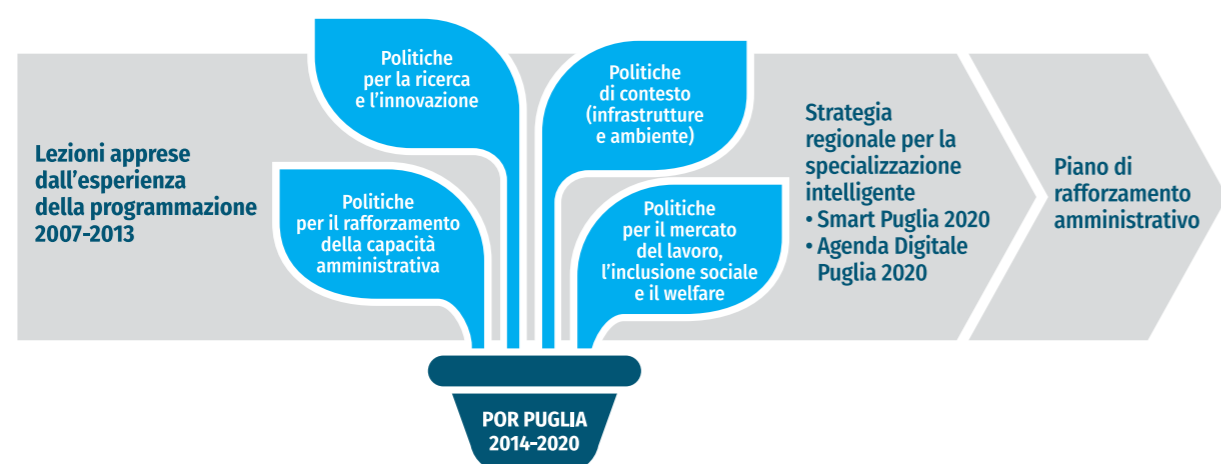 Lezioni apprese
dall'esperienza
della programmazione
2007-2013
Politiche
per la ricerca
e l'innovazione
Politiche
per il rafforzamento
della capacità
amministrativa
Politiche
di contesto
(infrastrutture
e ambiente)
Politiche
per il mercato
del lavoro,
l'inclusione sociale
e il welfare
Strategia
regionale per la
specializzazione
intelligente
• Smart Puglia 2020
• Agenda Digitale
Puglia 2020
Piano di
rafforzamento
amministrativo
POR PUGLIA
2014-2020